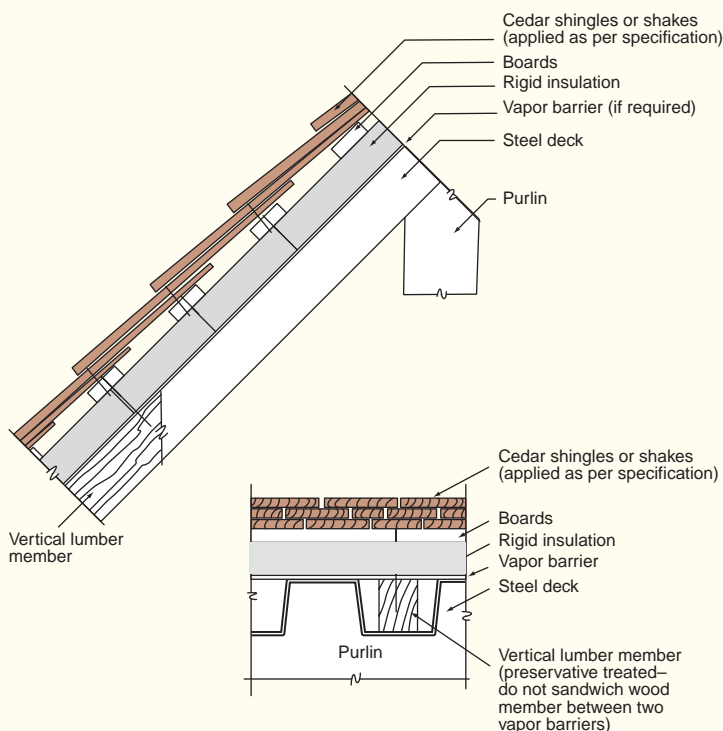 Cedar shingles or shakes
(applied as per specification)
Boards
Rigid insulation
Vapor barrier (if required)
Steel deck
Purlin
Vertical lumber
member
Cedar shingles or shakes
(applied as per specification)
Boards
Rigid insulation
Vapor barrier
Steel deck
Purlin
Vertical lumber member
(preservative treated–
do not sandwich wood
member between two
vapor barriers)